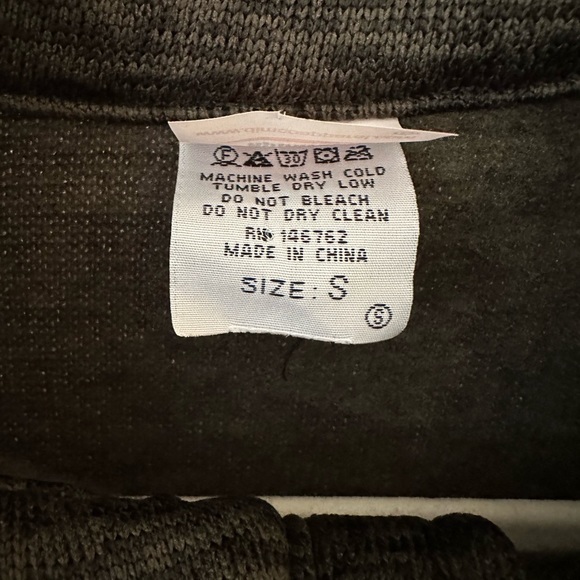 F 30
MACHINE WASH COLD
TUMBLE DRY LOW
DO NOT BLEACH
DO NOT DRY CLEAN
RN 146762
MADE IN CHINA
SIZE: S
S